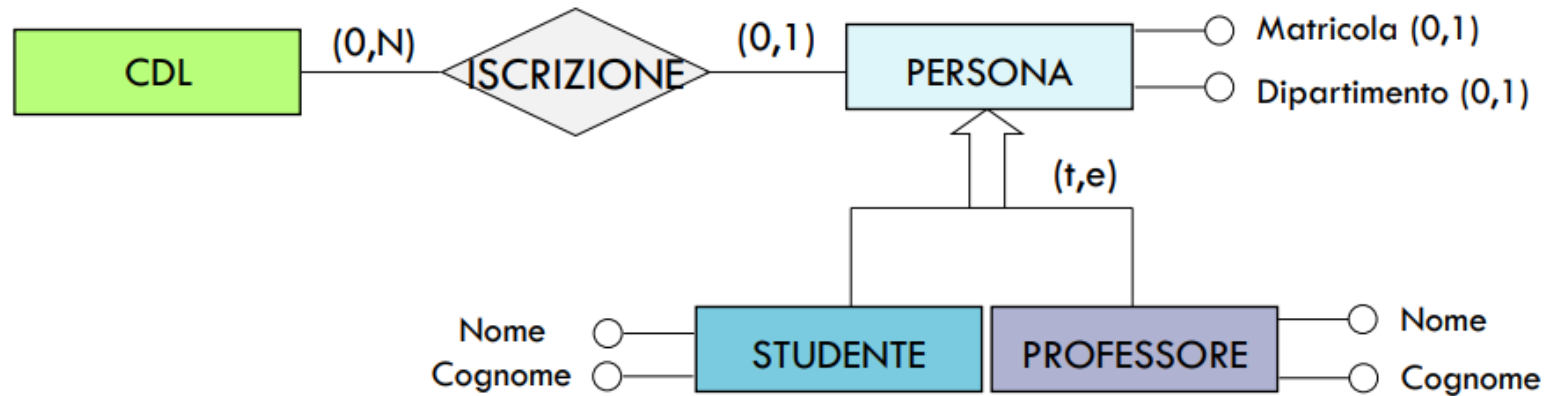 CDL
(0,N)
ISCRIZIONE
(0,1)
PERSONA
Matricola (0,1)
Dipartimento (0,1)
(t,e)
Nome
Cognome
STUDENTE
PROFESSORE
Nome
Cognome